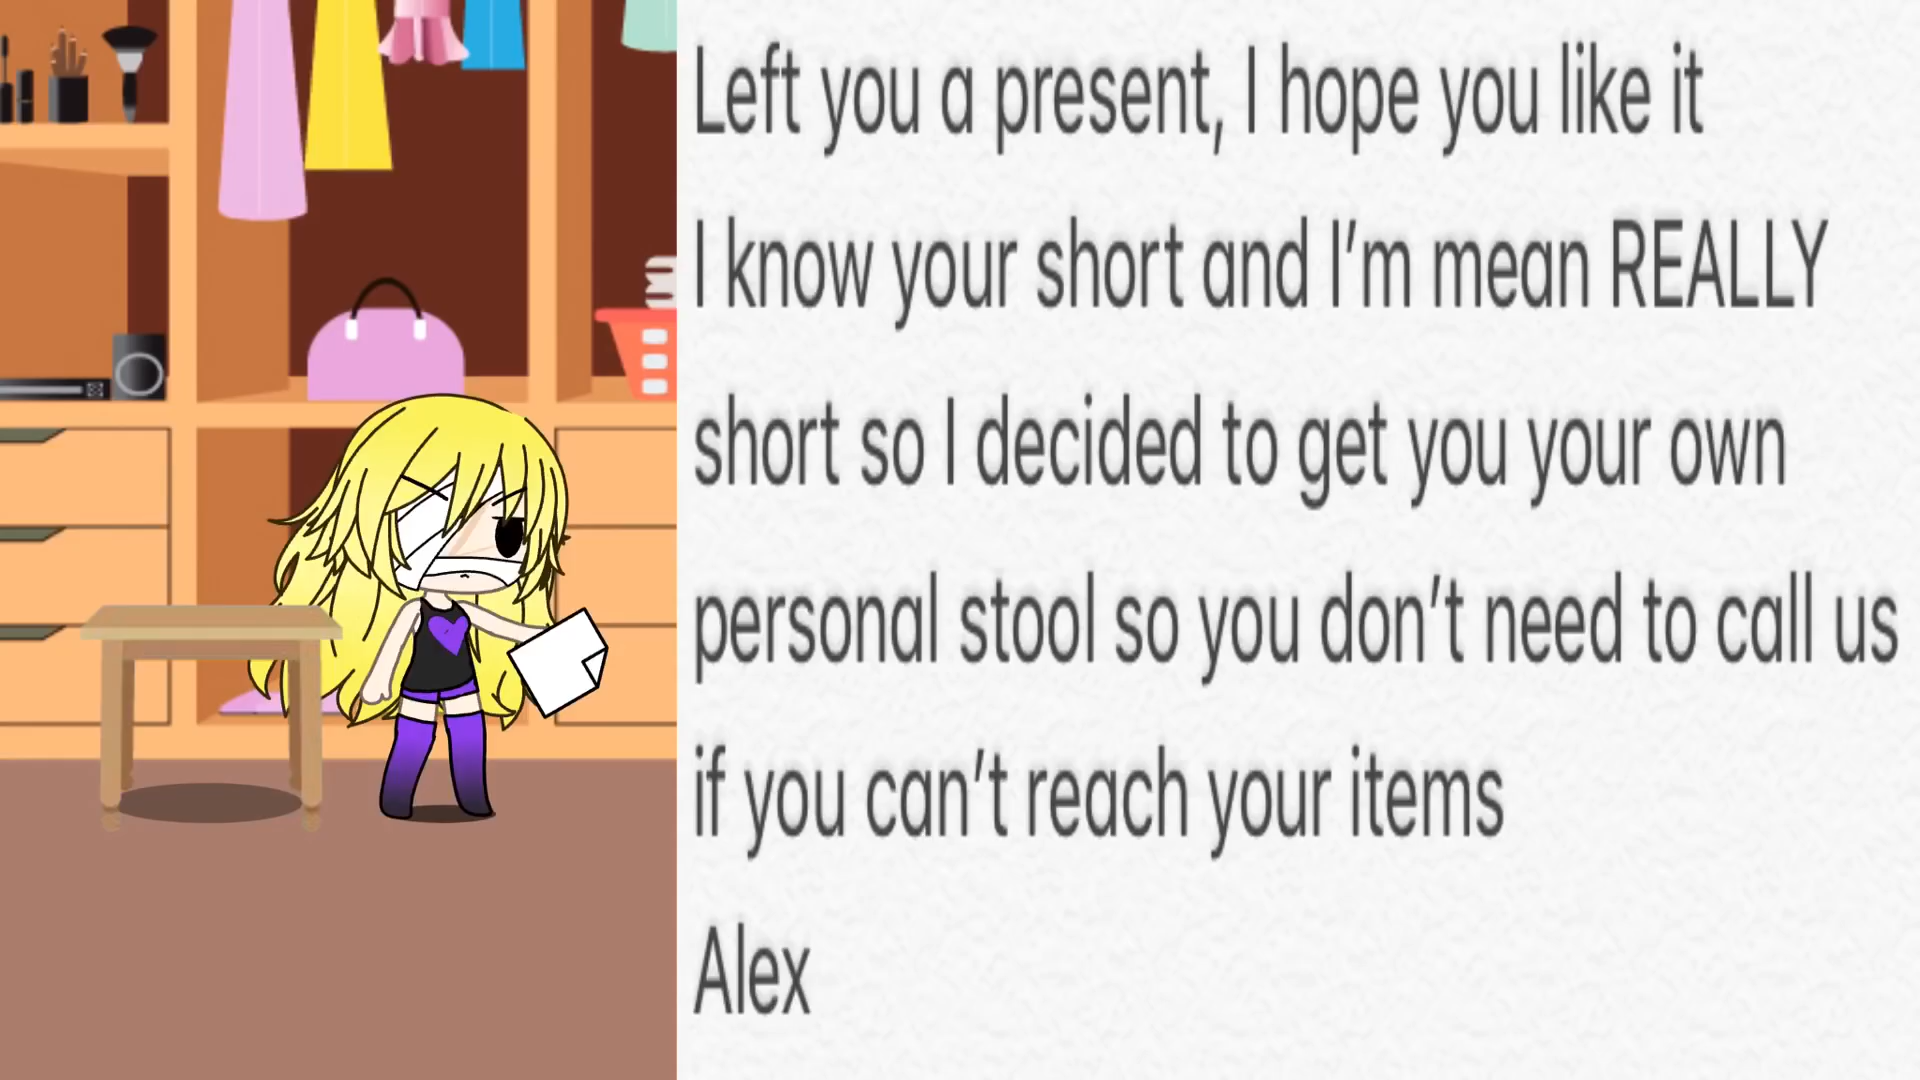 Left you a present, I hope you like it
I know your short and I’m mean REALLY
short so I decided to get you your own
personal stool so you don’t need to call us
if you can’t reach your items
Alex